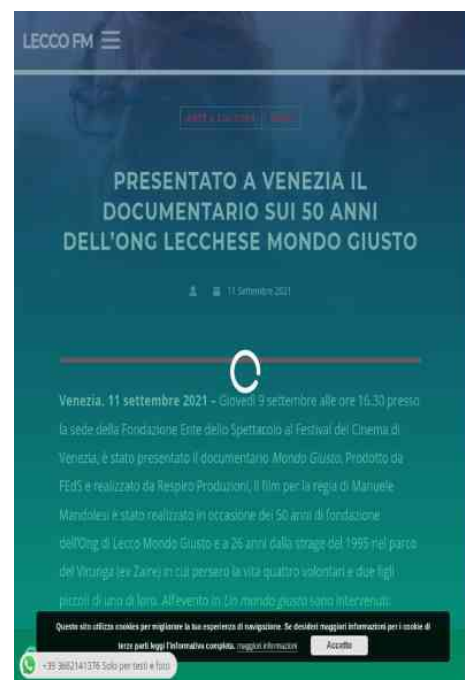 LECCO FM
PRESENTATO A VENEZIA IL
DOCUMENTARIO SUI 50 ANNI
DELL'ONG LECCHESE MONDO GIUSTO
11 Settembre 2021
Venezia, 11 settembre 2021 – Giovedì 9 settembre alle ore 16.30 presso
la sede della Fondazione Ente dello Spettacolo al Festival del Cinema di
Venezia, è stato presentato il documentario Mondo Giusto. Prodotto da
FEdS e realizzato da Respiro Produzioni, il film per la regia di Manuele
Mandolesi è stato realizzato in occasione dei 50 anni di fondazione
dell'Ong di Lecco Mondo Giusto e a 26 anni dalla strage del 1995 nel parco
del Virunga (ex Zaire) in cui persero la vita quattro volontari e due figli
piccoli di uno di loro. All'evento in Un mondo giusto sono intervenuti:
Questo sito utilizza cookies per migliorare la tua esperienza di navigazione. Se desideri maggiori informazioni per i cookie di
terze parti leggi l'informativa completa. maggiori informazioni Accetto
+39 3662141376 Solo per testi e foto